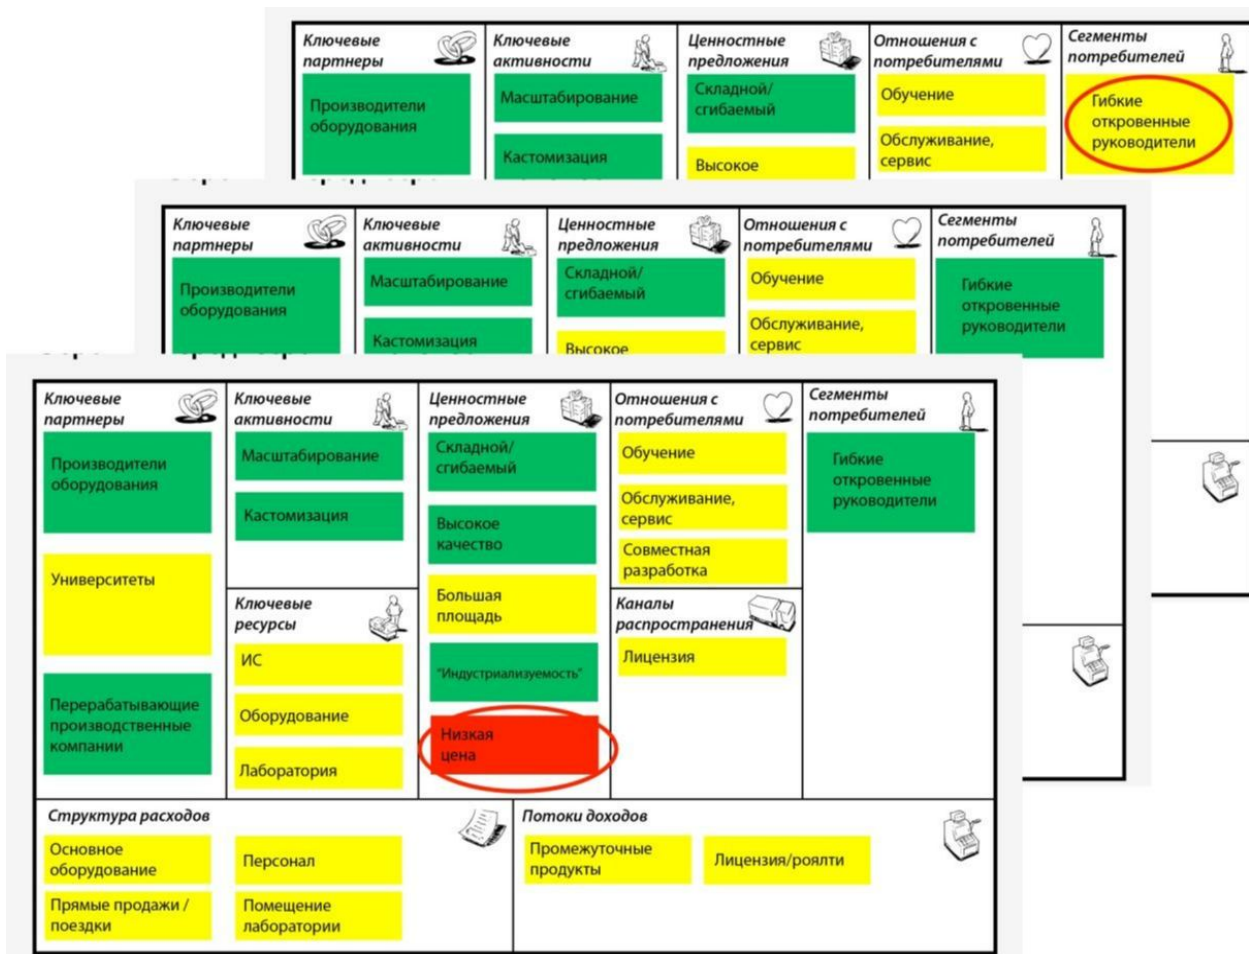 Ключевые
партнеры
Ключевые
активности
Ценностные
предложения
Отношения с
потребителями
Сегменты
потребителей
Производители
оборудования
Масштабирование
Кастомизация
Складной/
сгибаемый
Высокое
Обучение
Обслуживание,
сервис
Гибкие
откровенные
руководители
Ключевые
партнеры
Ключевые
активности
Ценностные
предложения
Отношения с
потребителями
Сегменты
потребителей
Производители
оборудования
Масштабирование
Кастомизация
Складной/
сгибаемый
Высокое
Обучение
Обслуживание,
сервис
Гибкие
откровенные
руководители
Ключевые
партнеры
Производители
оборудования
Университеты
Перерабатывающие
производственные
компании
Ключевые
активности
Масштабирование
Кастомизация
Ключевые
ресурсы
ИС
Оборудование
Лаборатория
Ценностные
предложения
Складной/
сгибаемый
Высокое
качество
Большая
площадь
"Индустриализуемость"
Низкая
цена
Отношения с
потребителями
Обучение
Обслуживание,
сервис
Совместная
разработка
Каналы
распространения
Лицензия
Сегменты
потребителей
Гибкие
откровенные
руководители
Структура расходов
Основное
оборудование
Персонал
Прямые продажи /
поездки
Помещение
лаборатории
Потоки доходов
Промежуточные
продукты
Лицензия/роялти